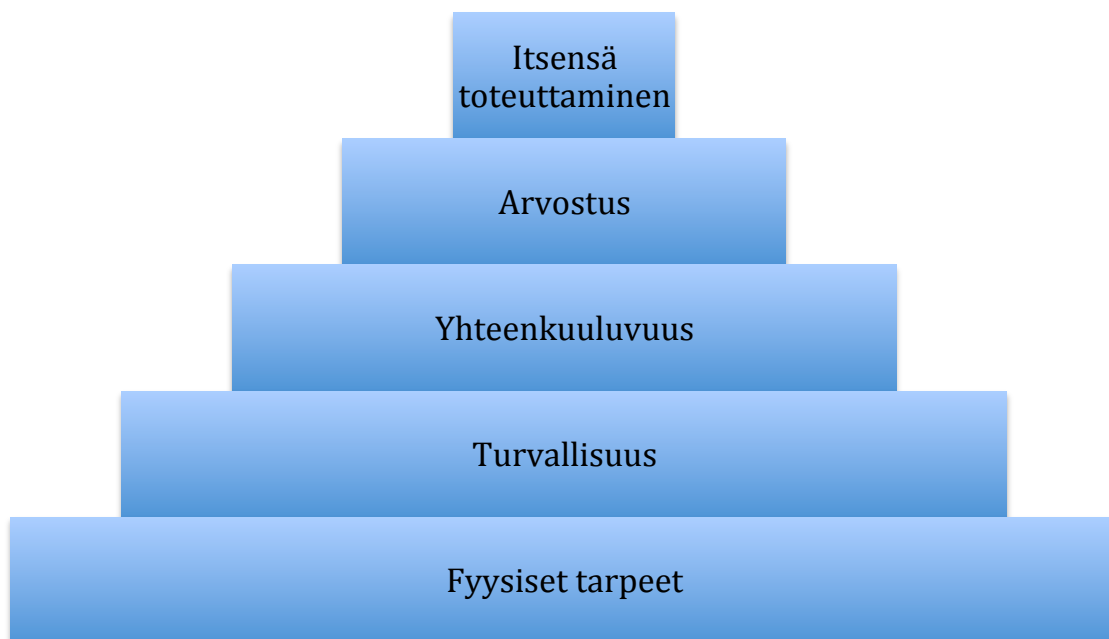 Itsensä
toteuttaminen
Arvostus
Yhteenkuuluvuus
Turvallisuus
Fyysiset tarpeet